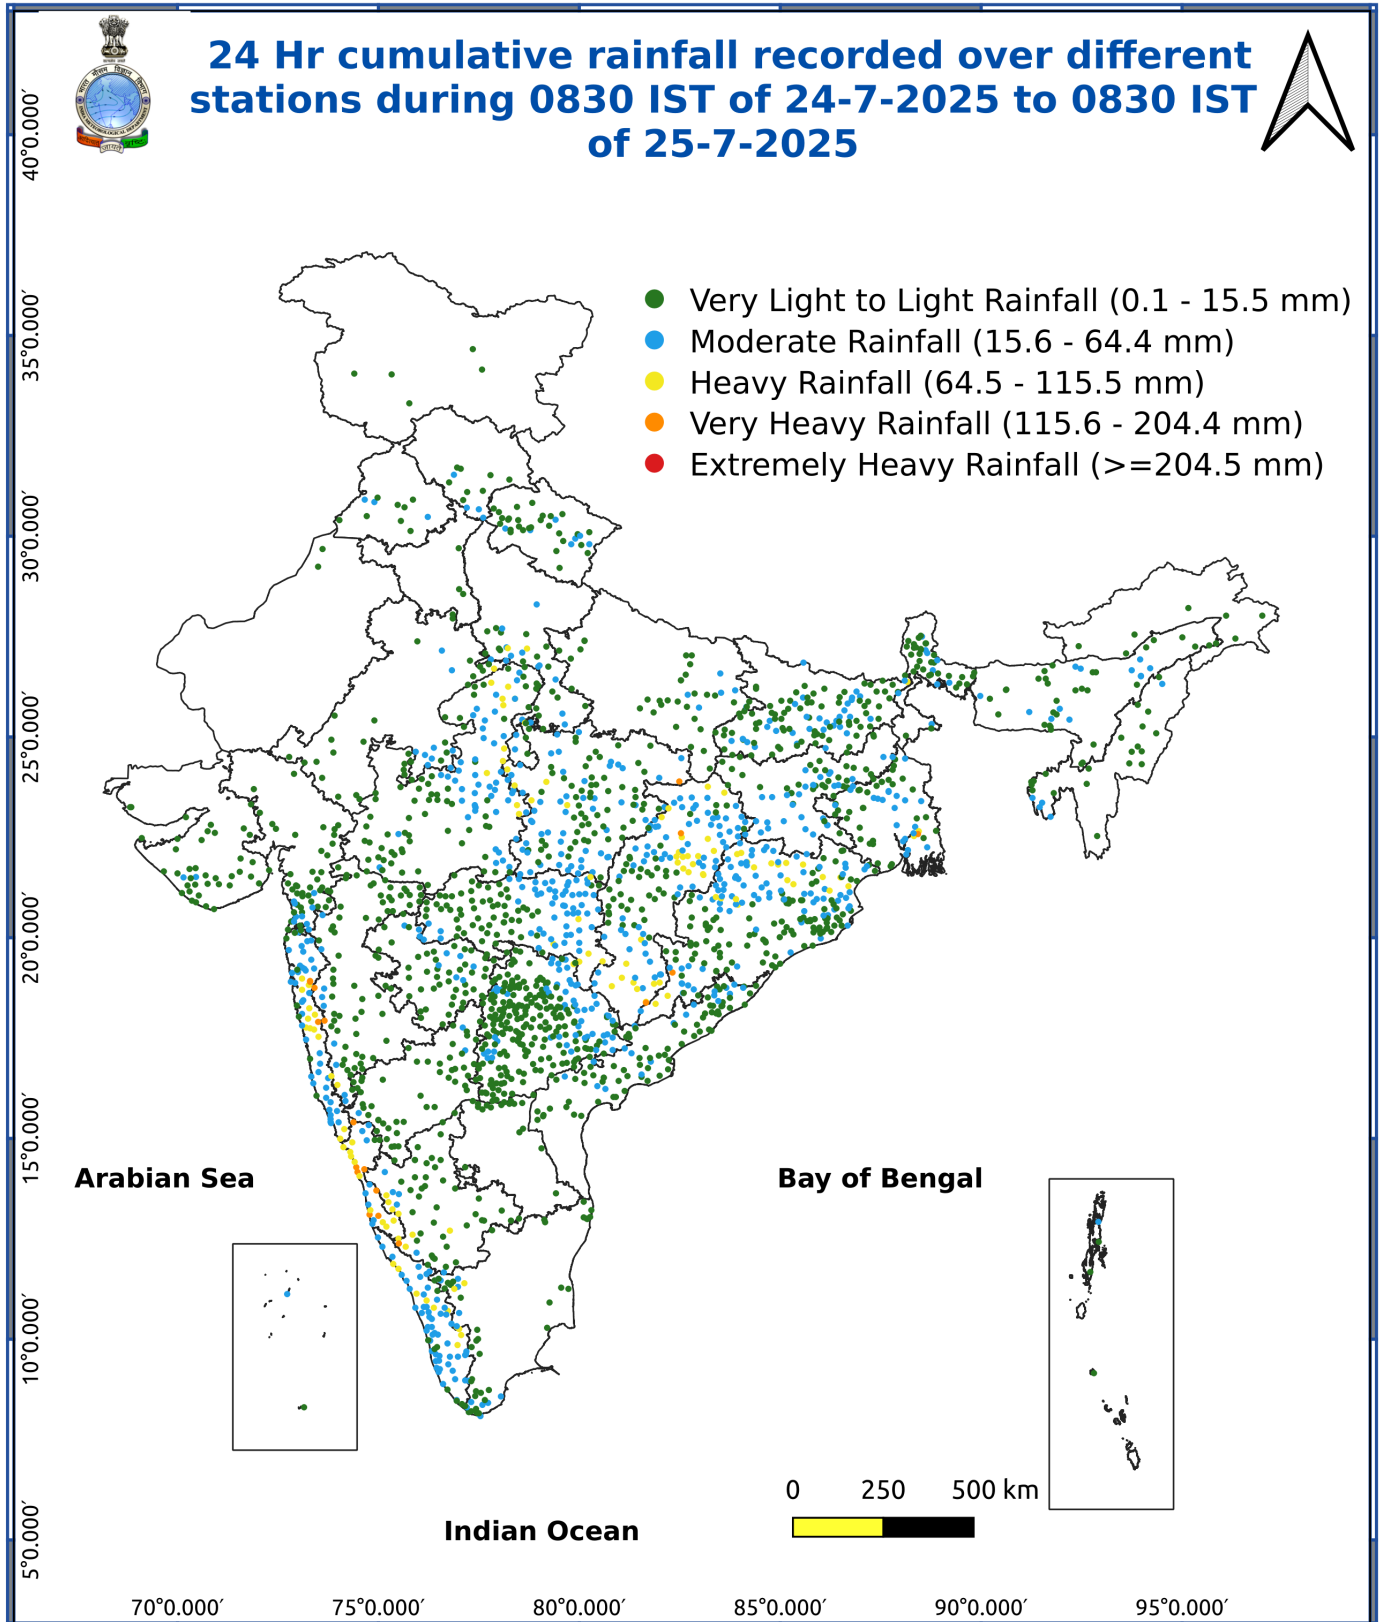 24 Hr cumulative rainfall recorded over different
stations during 0830 IST of 24-7-2025 to 0830 IST
of 25-7-2025
Very Light to Light Rainfall (0.1 - 15.5 mm)
Moderate Rainfall (15.6 - 64.4 mm)
Heavy Rainfall (64.5 - 115.5 mm)
Very Heavy Rainfall (115.6 - 204.4 mm)
Extremely Heavy Rainfall (>=204.5 mm)
40°0.000′
35°0.000′
30°0.000′
25°0.000′
20°0.000′
15°0.000′
10°0.000′
5°0.000′
Arabian Sea
Bay of Bengal
Indian Ocean
0 250 500 km
70°0.000′ 75°0.000′ 80°0.000′ 85°0.000′ 90°0.000′ 95°0.000′